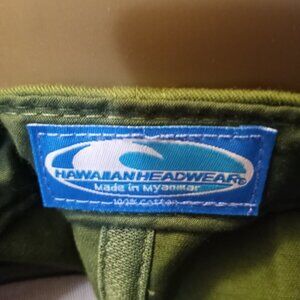 HAWAIIAN HEADWEAR®
Made in Myanmar
100% Cotton